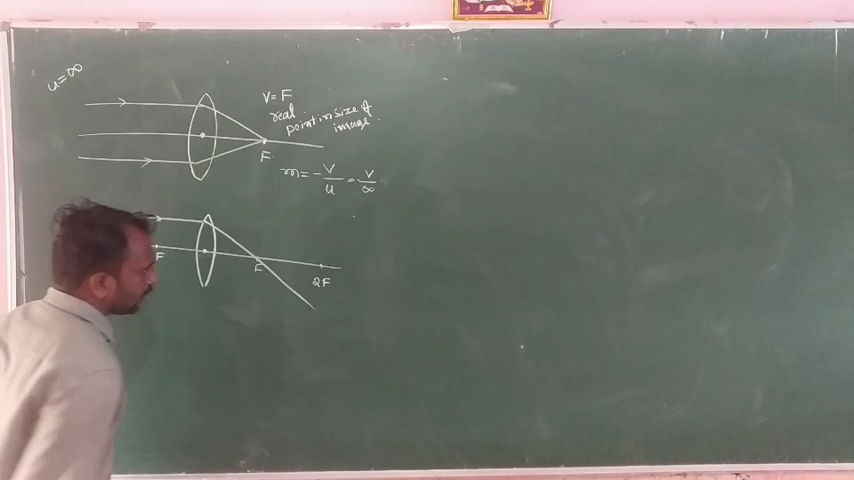 u=∞
V=F
real
point in size of
image.
F
m=-V/u=V/∞
F
F
2F